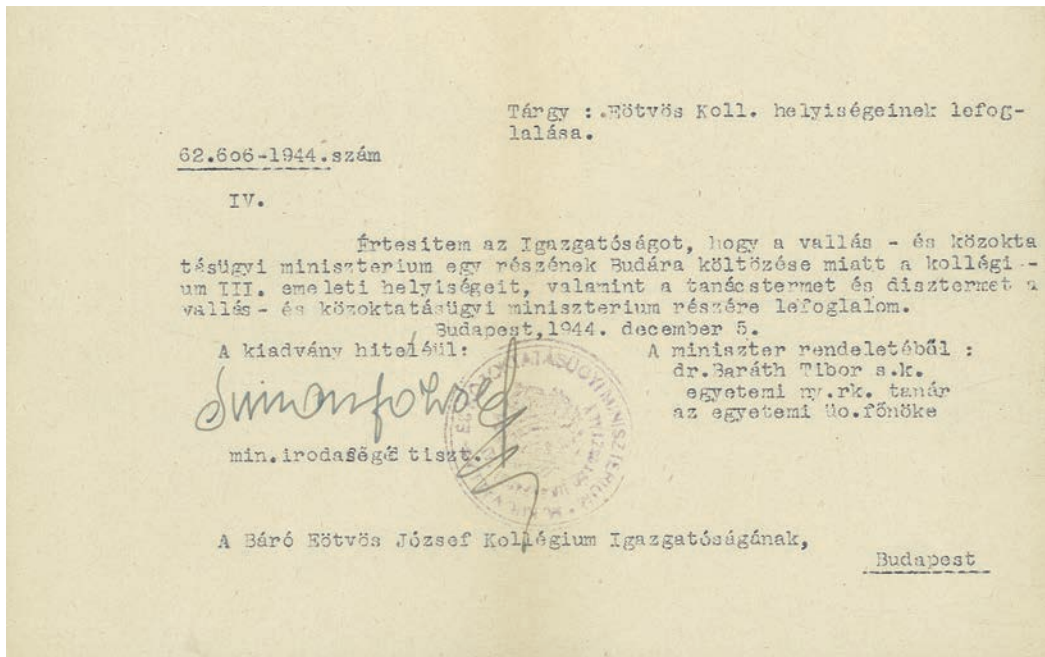 Tárgy :.Eötvös Koll. helyiségeinek lefog-
lalása.
62.6o6-1944.szám
IV.
Értesitem az Igazgatóságot, hogy a vallás - és közokta
tásügyi miniszterium egy részének Budára költözése miatt a kollégi -
um III. emeleti helyiségeit, valamint a tanácstermet és disztermet a
vallás - és közoktatásügyi miniszterium részére lefoglalom.
Budapest,1944. december 5.
A kiadvány hiteléül:
A miniszter rendeletéből :
dr.Baráth Tibor s.k.
egyetemi ny.rk. tanár
az egyetemi üo.főnöke
min.irodasegéd tiszt.
A Báró Eötvös József Kollégium Igazgatóságának,
Budapest